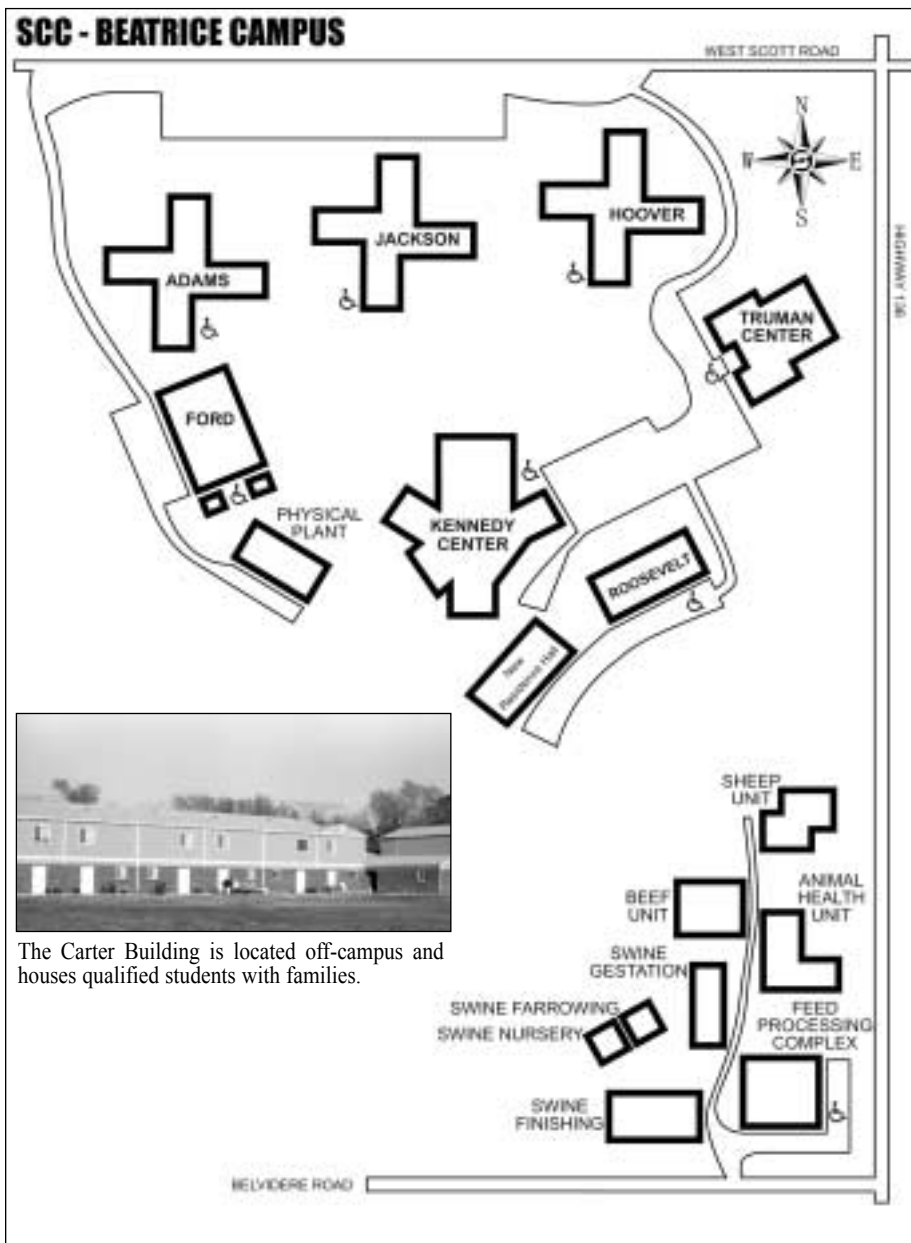 SCC - BEATRICE CAMPUS
WEST SCOTT ROAD
N
W E
S
HOOVER
JACKSON
ADAMS
HIGHWAY 136
TRUMAN
CENTER
FORD
PHYSICAL
PLANT
KENNEDY
CENTER
ROOSEVELT
New
Residence Hall
SHEEP
UNIT
BEEF
UNIT
ANIMAL
HEALTH
UNIT
SWINE
GESTATION
SWINE FARROWING
SWINE NURSERY
FEED
PROCESSING
COMPLEX
SWINE
FINISHING
BELVIDERE ROAD
The Carter Building is located off-campus and
houses qualified students with families.